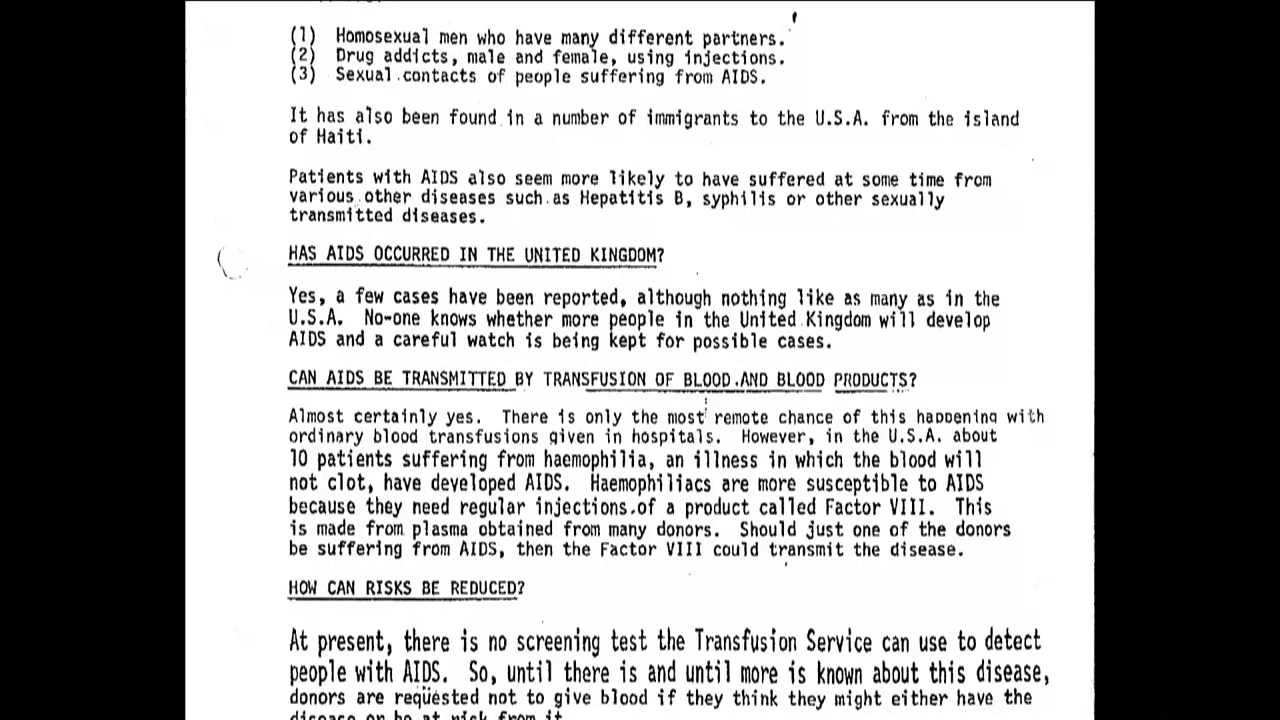 (1) Homosexual men who have many different partners.
(2) Drug addicts, male and female, using injections.
(3) Sexual contacts of people suffering from AIDS.
It has also been found in a number of immigrants to the U.S.A. from the island
of Haiti.
Patients with AIDS also seem more likely to have suffered at some time from
various other diseases such as Hepatitis B, syphilis or other sexually
transmitted diseases.
HAS AIDS OCCURRED IN THE UNITED KINGDOM?
Yes, a few cases have been reported, although nothing like as many as in the
U.S.A. No-one knows whether more people in the United Kingdom will develop
AIDS and a careful watch is being kept for possible cases.
CAN AIDS BE TRANSMITTED BY TRANSFUSION OF BLOOD AND BLOOD PRODUCTS?
Almost certainly yes. There is only the most remote chance of this happening with
ordinary blood transfusions given in hospitals. However, in the U.S.A. about
10 patients suffering from haemophilia, an illness in which the blood will
not clot, have developed AIDS. Haemophiliacs are more susceptible to AIDS
because they need regular injections of a product called Factor VIII. This
is made from plasma obtained from many donors. Should just one of the donors
be suffering from AIDS, then the Factor VIII could transmit the disease.
HOW CAN RISKS BE REDUCED?
At present, there is no screening test the Transfusion Service can use to detect
people with AIDS. So, until there is and until more is known about this disease,
donors are requested not to give blood if they think they might either have the
disease or be at risk from it